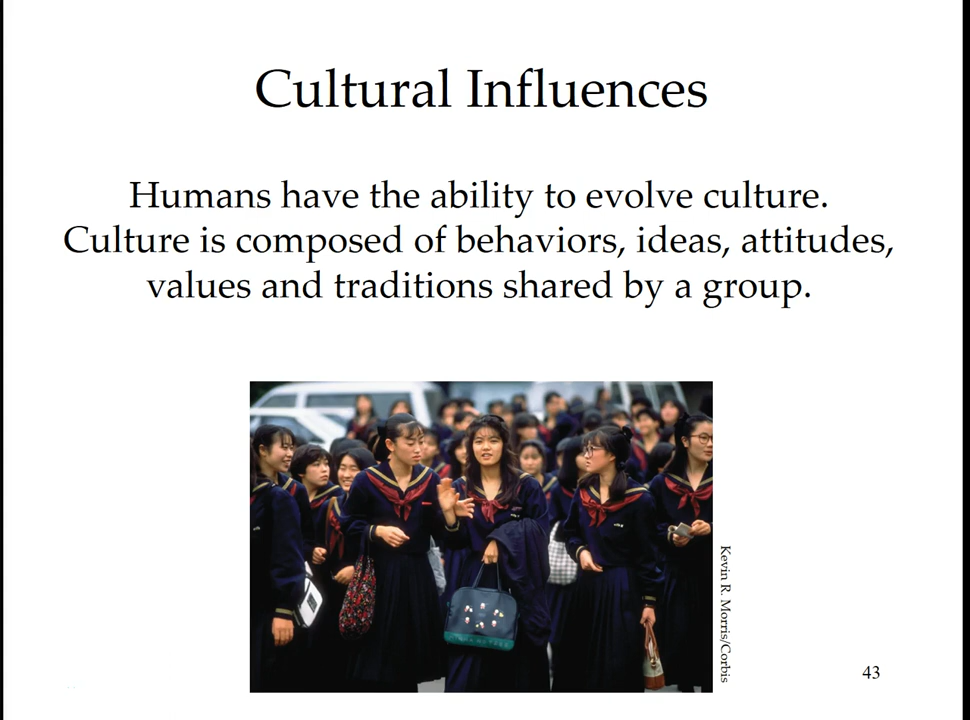 Cultural Influences
Humans have the ability to evolve culture.
Culture is composed of behaviors, ideas, attitudes,
values and traditions shared by a group.
Kevin R. Morris/Corbis
43